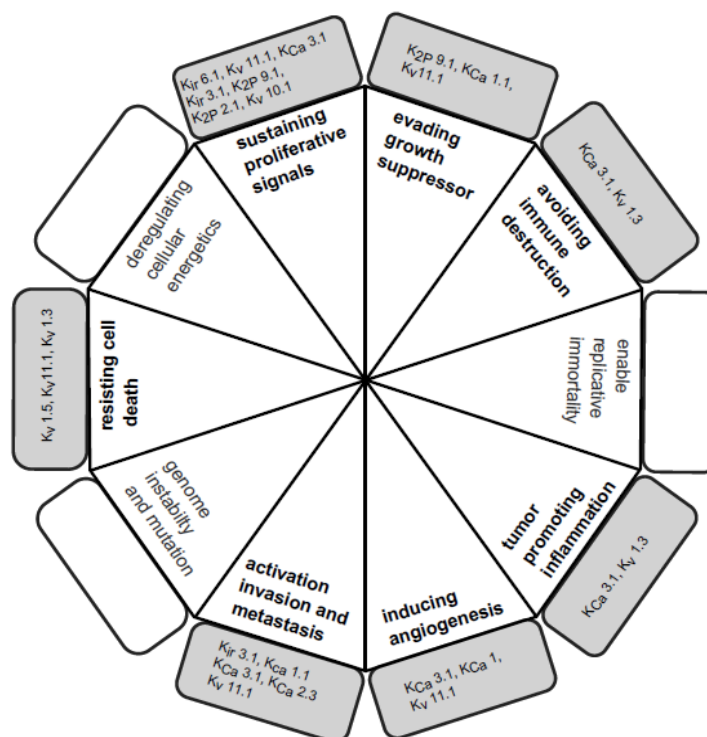 Kir 6.1, Kv 11.1, KCa 3.1
Kir 3.1, K2P 9.1,
K2P 2.1, Kv 10.1
K2P 9.1, KCa 1.1,
Kv11.1
sustaining
proliferative
signals
evading
growth
suppressor
KCa 3.1, Kv 1.3
avoiding
immune
destruction
deregulating
cellular
energetics
enable
replicative
immortality
Kv 1.5, Kv11.1, Kv 1.3
resisting cell
death
genome
instabilty
and mutation
tumor
promoting
inflammation
KCa 3.1, Kv 1.3
activation
invasion and
metastasis
inducing
angiogenesis
Kir 3.1, Kca 1.1
KCa 3.1, KCa 2.3
Kv 11.1
KCa 3.1, KCa 1,
Kv 11.1